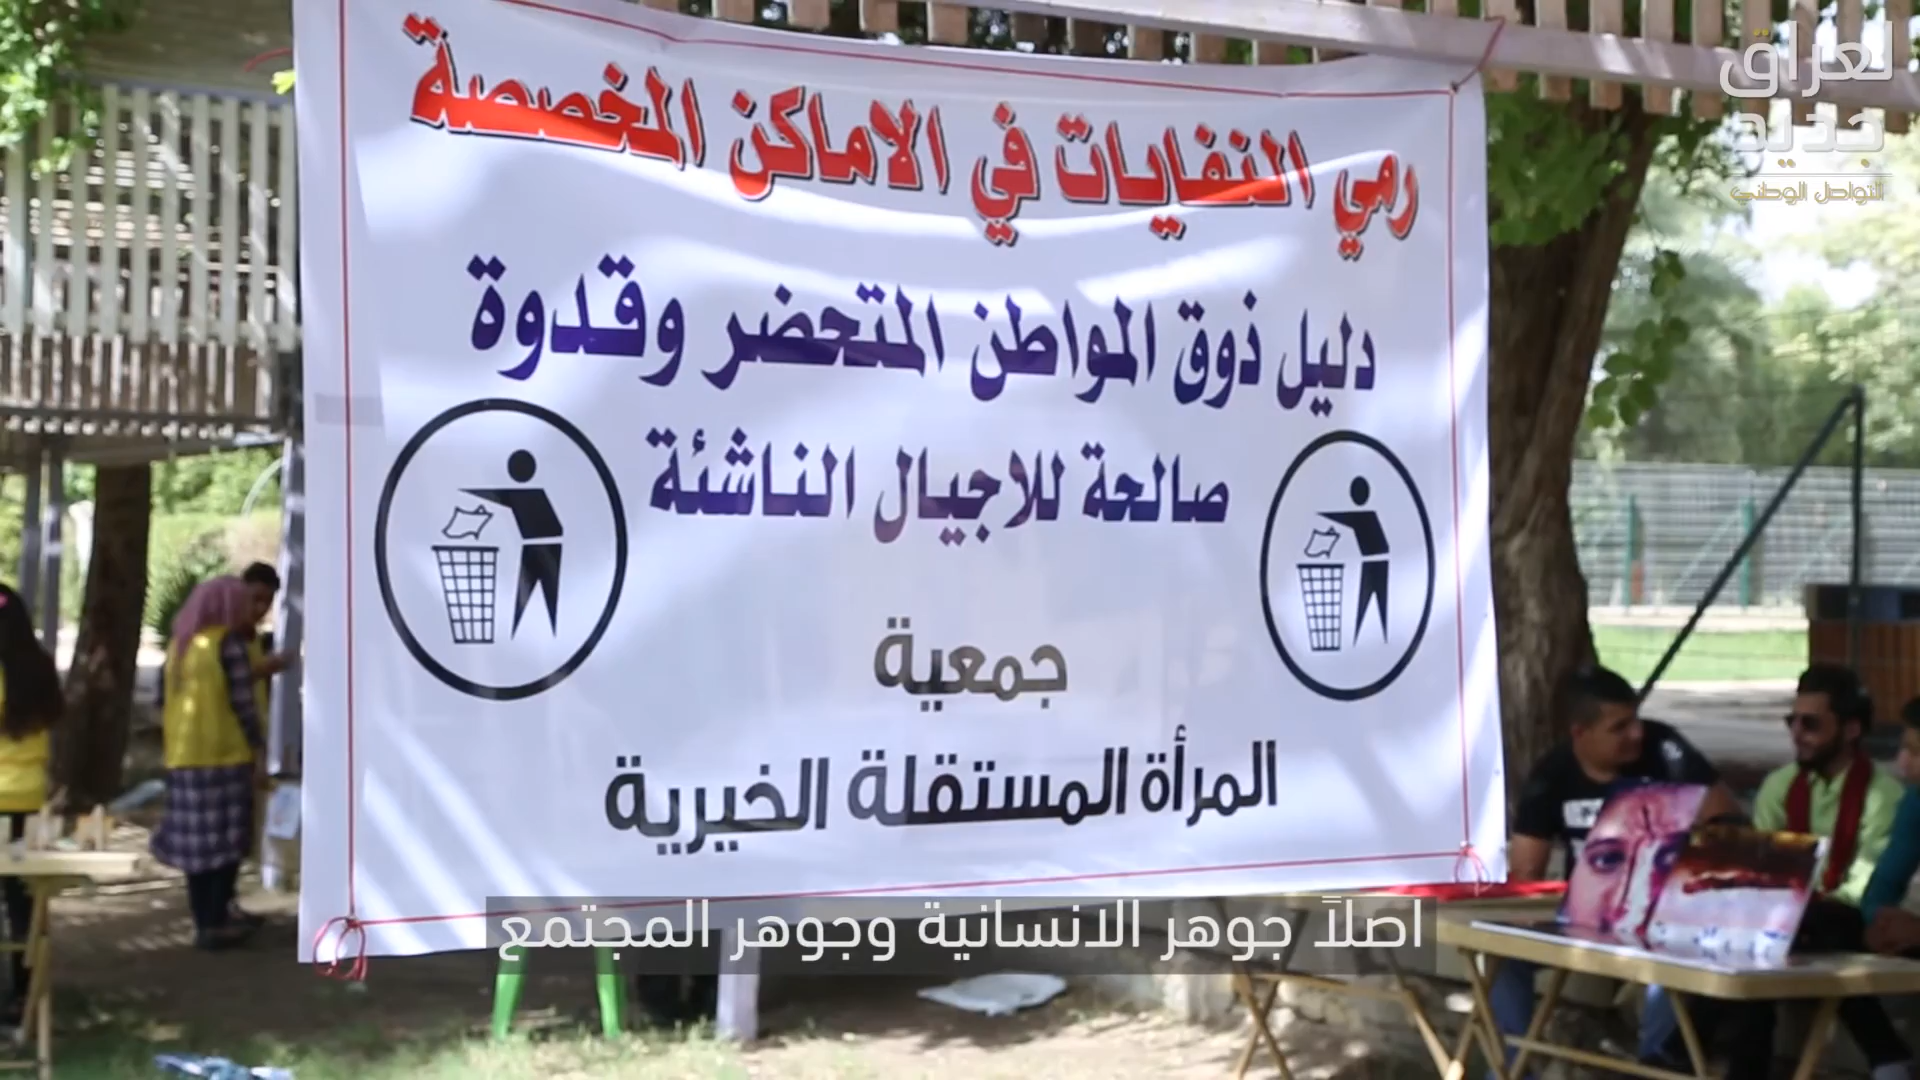 رمي النفايات في الاماكن المخصصة
دليل ذوق المواطن المتحضر وقدوة
صالحة للاجيال الناشئة
جمعية
المرأة المستقلة الخيرية
اصلاً جوهر الانسانية وجوهر المجتمع
لعراق
جديد
التواصل الوطني